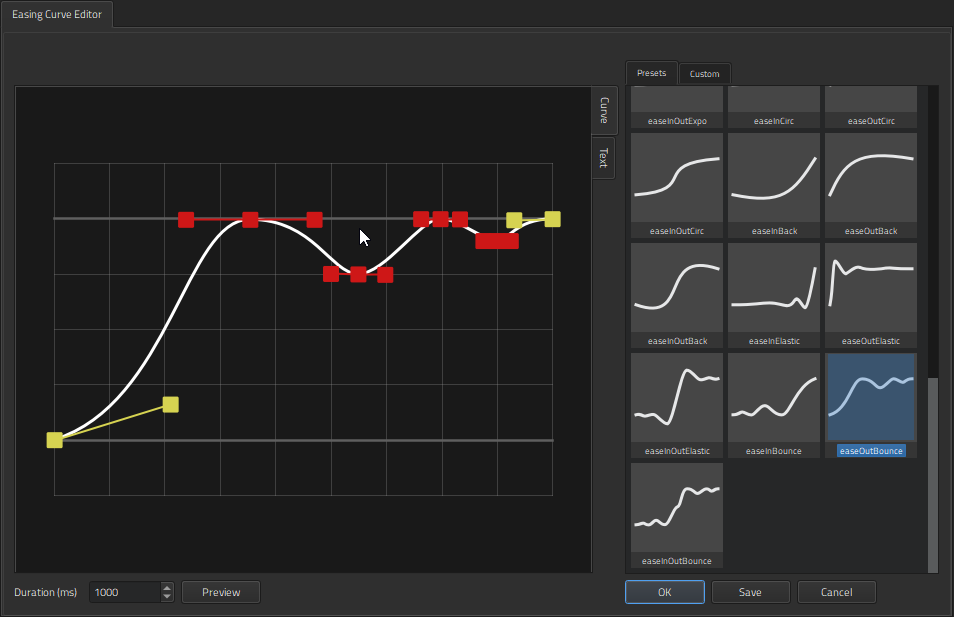 Easing Curve Editor
Presets
Custom
Curve
Text
easeInOutExpo
easeInCirc
easeOutCirc
easeInOutCirc
easeInBack
easeOutBack
easeInOutBack
easeInElastic
easeOutElastic
easeInOutElastic
easeInBounce
easeOutBounce
easeInOutBounce
Duration (ms)
1000
Preview
OK
Save
Cancel